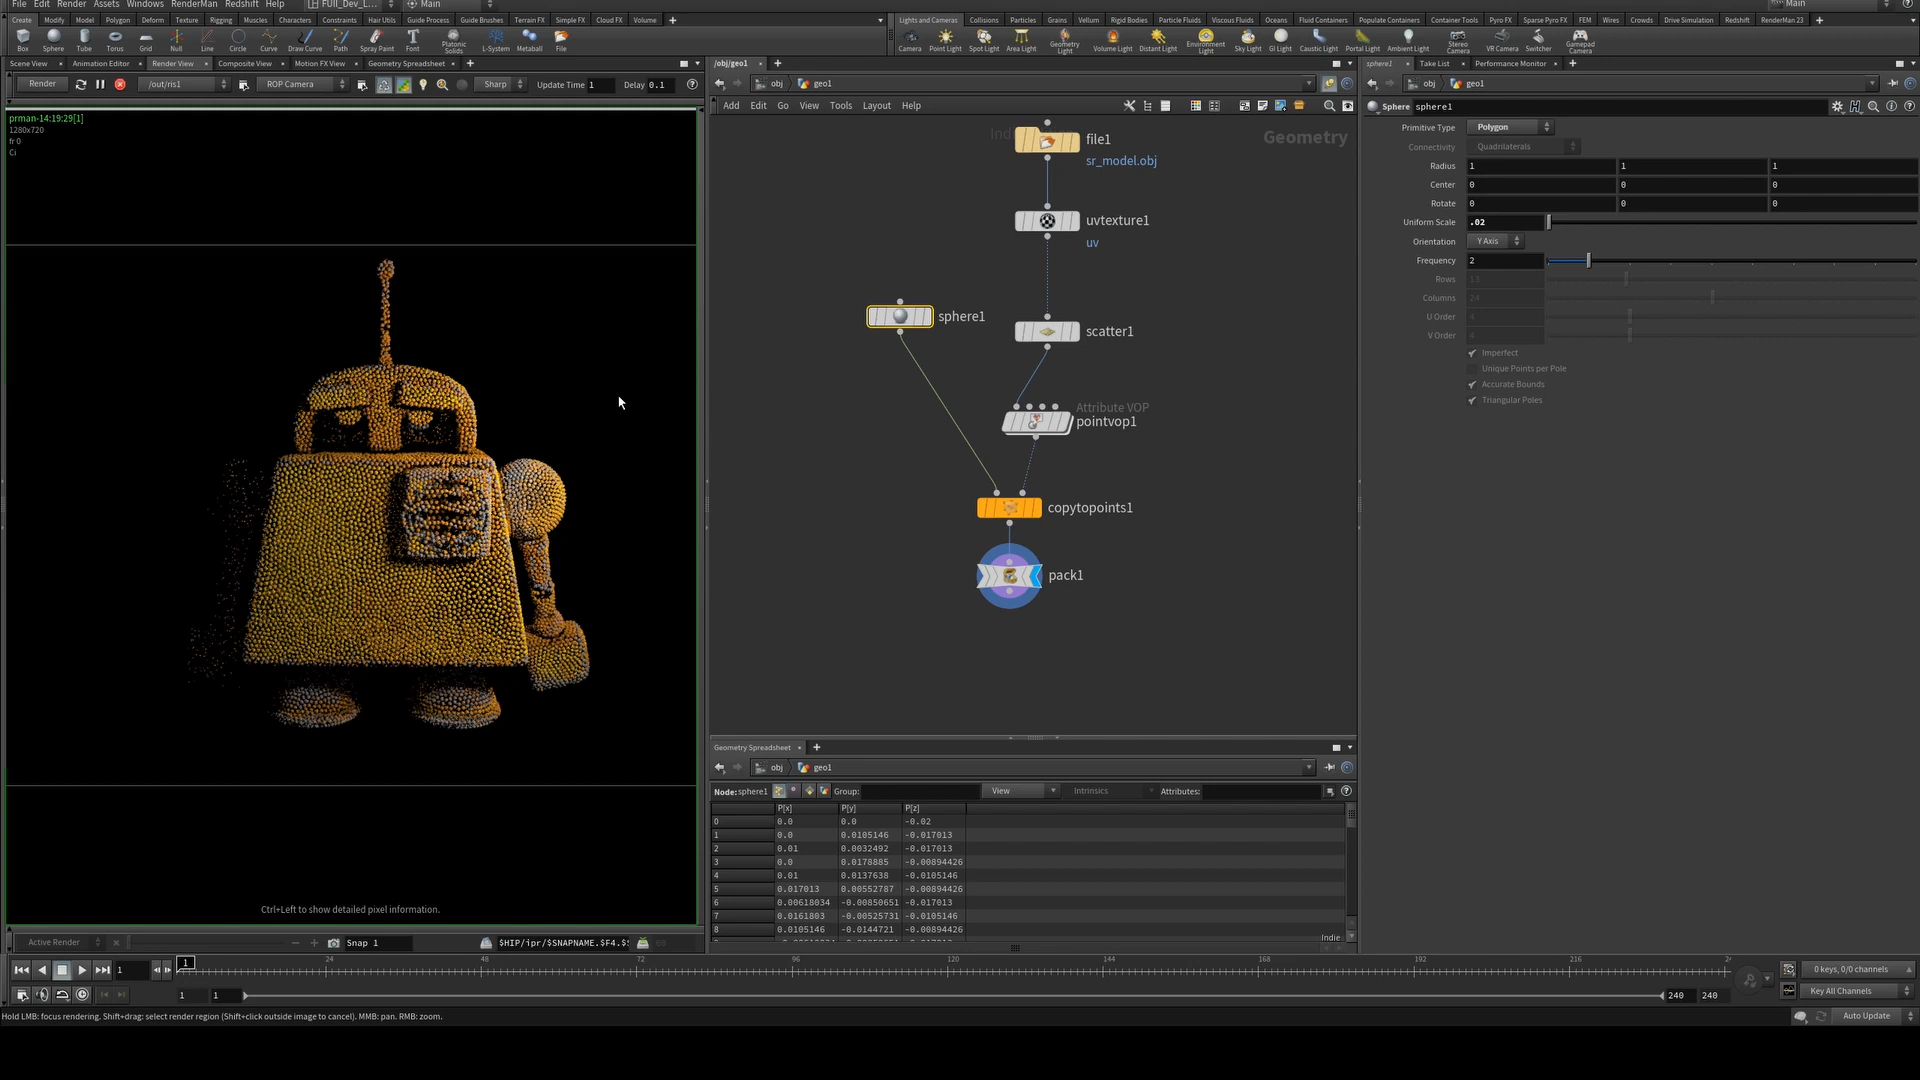 File Edit Render Assets Windows RenderMan Redshift Help FUII_Dev_L... Main Main
Create Modify Model Polygon Deform Texture Rigging Muscles Characters Constraints Hair Utils Guide Process Guide Brushes Terrain FX Simple FX Cloud FX Volume
Lights and Cameras Collisions Particles Grains Vellum Rigid Bodies Particle Fluids Viscous Fluids Oceans Fluid Containers Populate Containers Container Tools Pyro FX Sparse Pyro FX FEM Wires Crowds Drive Simulation Redshift RenderMan 23
Box Sphere Tube Torus Grid Null Line Circle Curve Draw Curve Path Spray Paint Font Platonic Solids L-System Metaball File
Camera Point Light Spot Light Area Light Geometry Light Volume Light Distant Light Environment Light Sky Light GI Light Caustic Light Portal Light Ambient Light Stereo Camera VR Camera Switcher Gamepad Camera
Scene View Animation Editor Render View Composite View Motion FX View Geometry Spreadsheet
Render /out/ris1 ROP Camera Sharp Update Time 1 Delay 0.1
prman-14:19:29[1]
1280x720
fr 0
Ci
Ctrl+Left to show detailed pixel information.
Active Render Snap 1 $HIP/ipr/$SNAPNAME.$F4.$
/obj/geo1
obj geo1
Add Edit Go View Tools Layout Help
Geometry
file1
sr_model.obj
uvtexture1
uv
sphere1
scatter1
Attribute VOP
pointvop1
copytopoints1
pack1
Geometry Spreadsheet
obj geo1
Node: sphere1 Group: View Intrinsics Attributes:
P[x] P[y] P[z]
0 0.0 0.0 -0.02
1 0.0 0.0105146 -0.017013
2 0.01 0.0032492 -0.017013
3 0.0 0.0178885 -0.00894426
4 0.01 0.0137638 -0.0105146
5 0.017013 0.00552787 -0.00894426
6 0.00618034 -0.00850651 -0.017013
7 0.0161803 -0.00525731 -0.0105146
8 0.0105146 -0.0144721 -0.00894426
Indie
sphere1 Take List Performance Monitor
obj geo1
Sphere sphere1
Primitive Type Polygon
Connectivity Quadrilaterals
Radius 1 1 1
Center 0 0 0
Rotate 0 0 0
Uniform Scale .02
Orientation Y Axis
Frequency 2
Rows 13
Columns 24
U Order 4
V Order 4
Imperfect
Unique Points per Pole
Accurate Bounds
Triangular Poles
1 1 24 48 72 96 120 144 168 192 216
0 keys, 0/0 channels
1 1 240 240 Key All Channels
Hold LMB: focus rendering. Shift+drag: select render region (Shift+click outside image to cancel). MMB: pan. RMB: zoom.
Auto Update